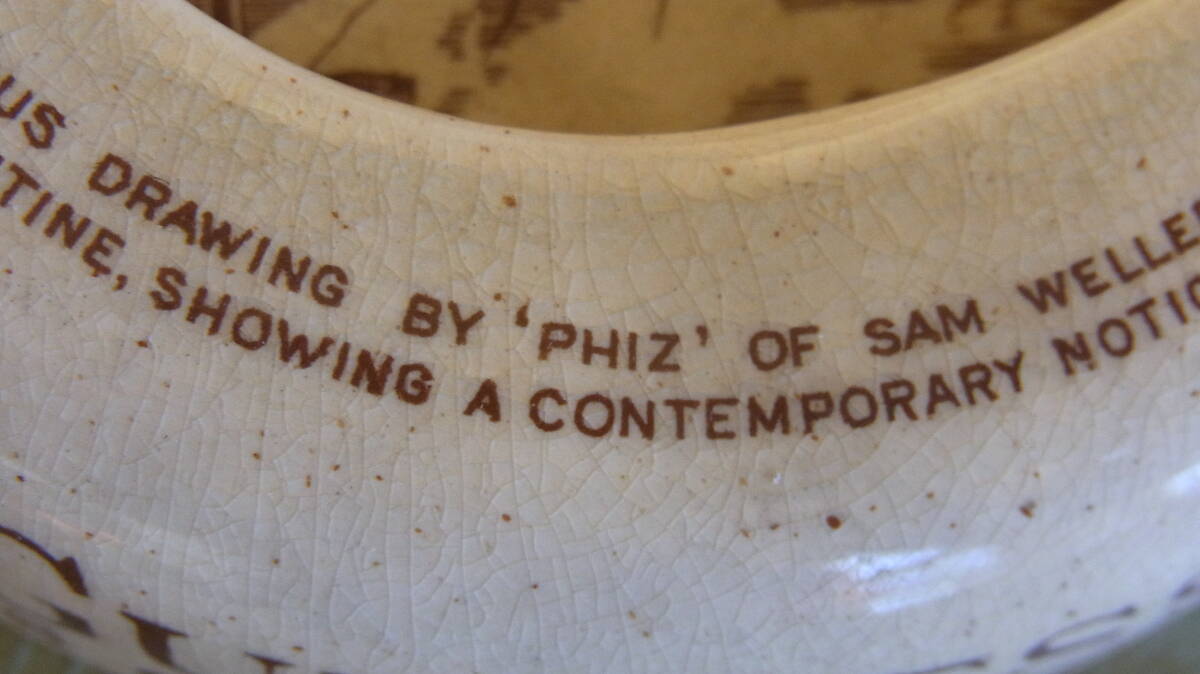 US DRAWING BY 'PHIZ' OF SAM WELLE
TINE, SHOWING A CONTEMPORARY NOTIC